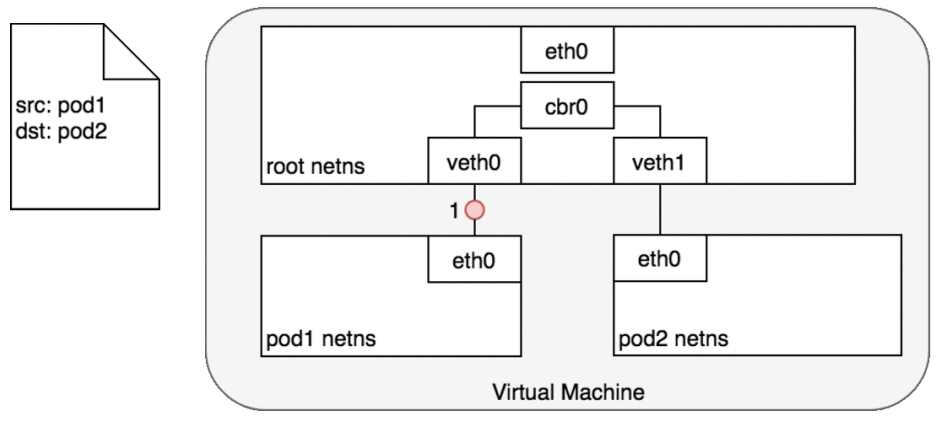 src: pod1
dst: pod2
eth0
cbr0
root netns
veth0
veth1
1
eth0
eth0
pod1 netns
pod2 netns
Virtual Machine